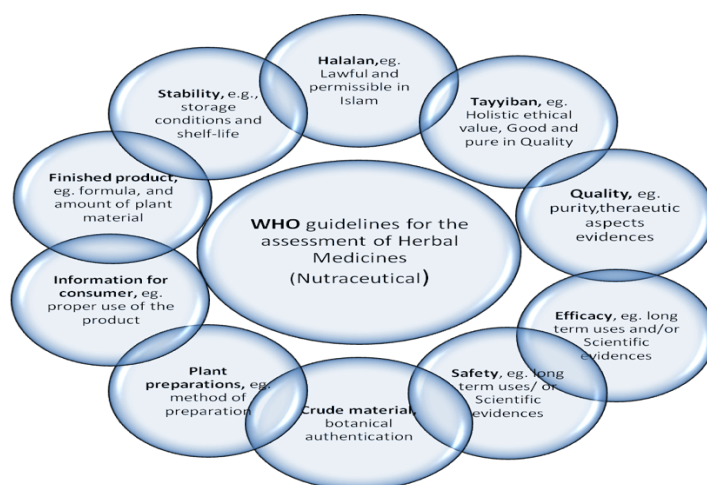 Halalan,eg.
Lawful and
permissible in
Islam
Tayyiban, eg.
Holistic ethical
value, Good and
pure in Quality
Quality, eg.
purity,theraeutic
aspects
evidences
Efficacy, eg. long
term uses and/or
Scientific
evidences
Safety, eg. long
term uses/ or
Scientific
evidences
Crude material,
botanical
authentication
Plant
preparations, eg.
method of
preparation
Information for
consumer, eg.
proper use of the
product
Finished product,
eg. formula, and
amount of plant
material
Stability, e.g.,
storage
conditions and
shelf-life
WHO guidelines for the
assessment of Herbal
Medicines
(Nutraceutical)